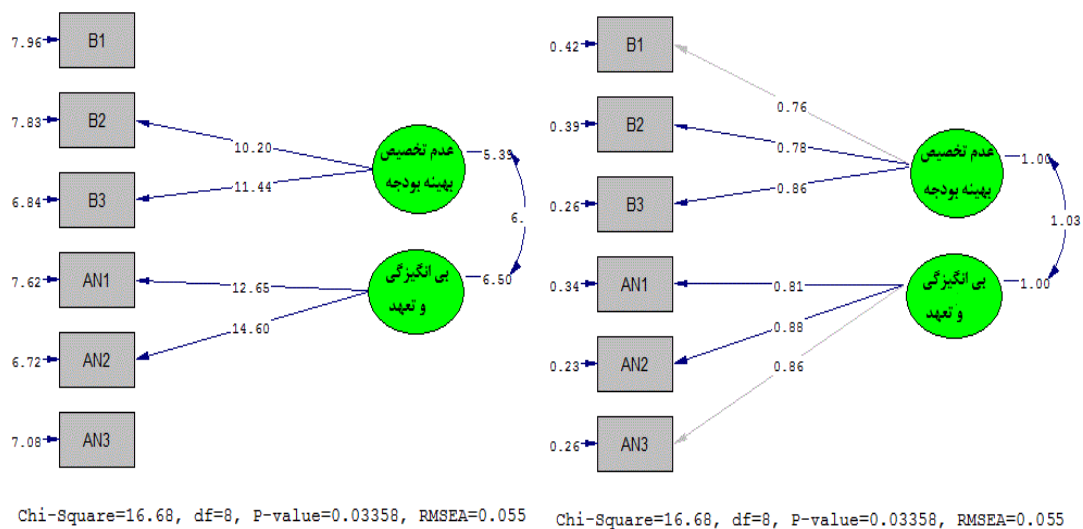 7.96
B1
7.83
B2
10.20
عدم تخصیص
بهینه بودجه
5.39
6.84
B3
11.44
6.
7.62
AN1
12.65
بی انگیزگی
و تعهد
6.50
6.72
AN2
14.60
7.08
AN3
Chi-Square=16.68, df=8, P-value=0.03358, RMSEA=0.055
0.42
B1
0.76
0.39
B2
0.78
عدم تخصیص
بهینه بودجه
1.00
0.26
B3
0.86
1.03
0.34
AN1
0.81
بی انگیزگی
و تعهد
1.00
0.23
AN2
0.88
0.86
0.26
AN3
Chi-Square=16.68, df=8, P-value=0.03358, RMSEA=0.055